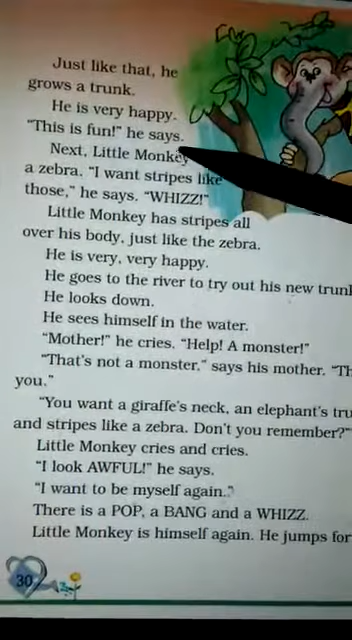 Just like that, he
grows a trunk.
He is very happy.
"This is fun!" he says.
Next, Little Monkey
a zebra. "I want stripes like
those," he says. "WHIZZ!"
Little Monkey has stripes all
over his body, just like the zebra.
He is very, very happy.
He goes to the river to try out his new
He looks down.
He sees himself in the water.
"Mother!" he cries. "Help! A monster!"
"That's not a monster," says his mother.
you."
"You want a giraffe's neck, an elephant's
and stripes like a zebra. Don't you remember?"
Little Monkey cries and cries.
"I look AWFUL!" he says.
"I want to be myself again."
There is a POP, a BANG and a WHIZZ.
Little Monkey is himself again. He jumps for
30